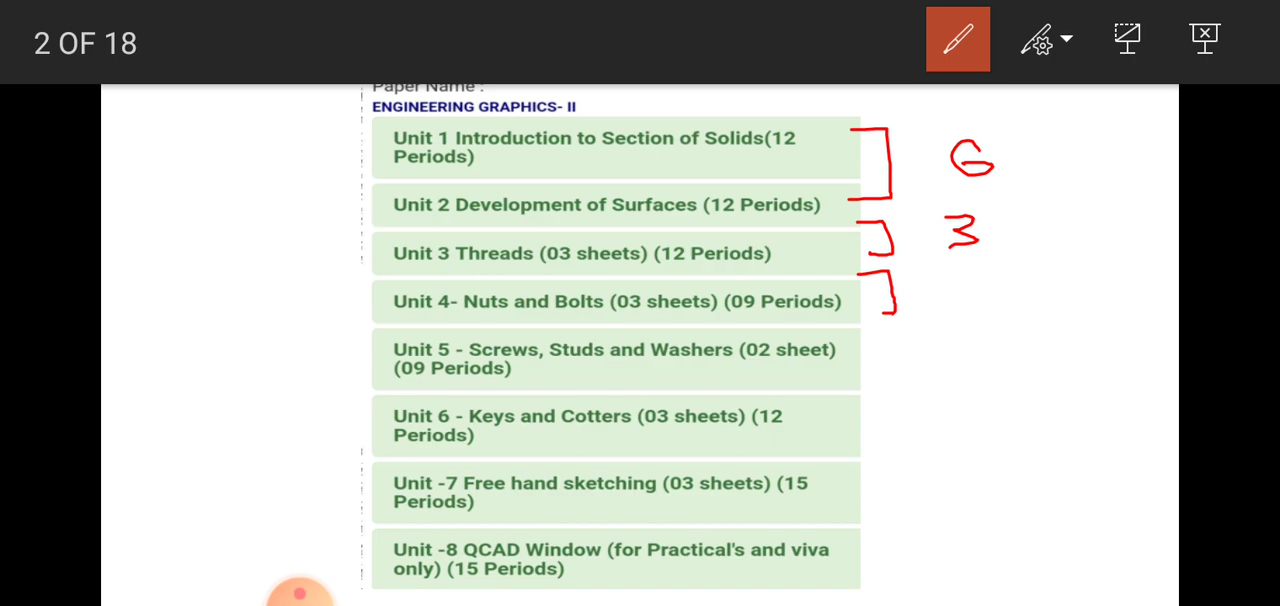 2 OF 18
Paper Name :
ENGINEERING GRAPHICS- II
Unit 1 Introduction to Section of Solids(12
Periods)
6
Unit 2 Development of Surfaces (12 Periods)
3
Unit 3 Threads (03 sheets) (12 Periods)
Unit 4- Nuts and Bolts (03 sheets) (09 Periods)
Unit 5 - Screws, Studs and Washers (02 sheet)
(09 Periods)
Unit 6 - Keys and Cotters (03 sheets) (12
Periods)
Unit -7 Free hand sketching (03 sheets) (15
Periods)
Unit -8 QCAD Window (for Practical's and viva
only) (15 Periods)